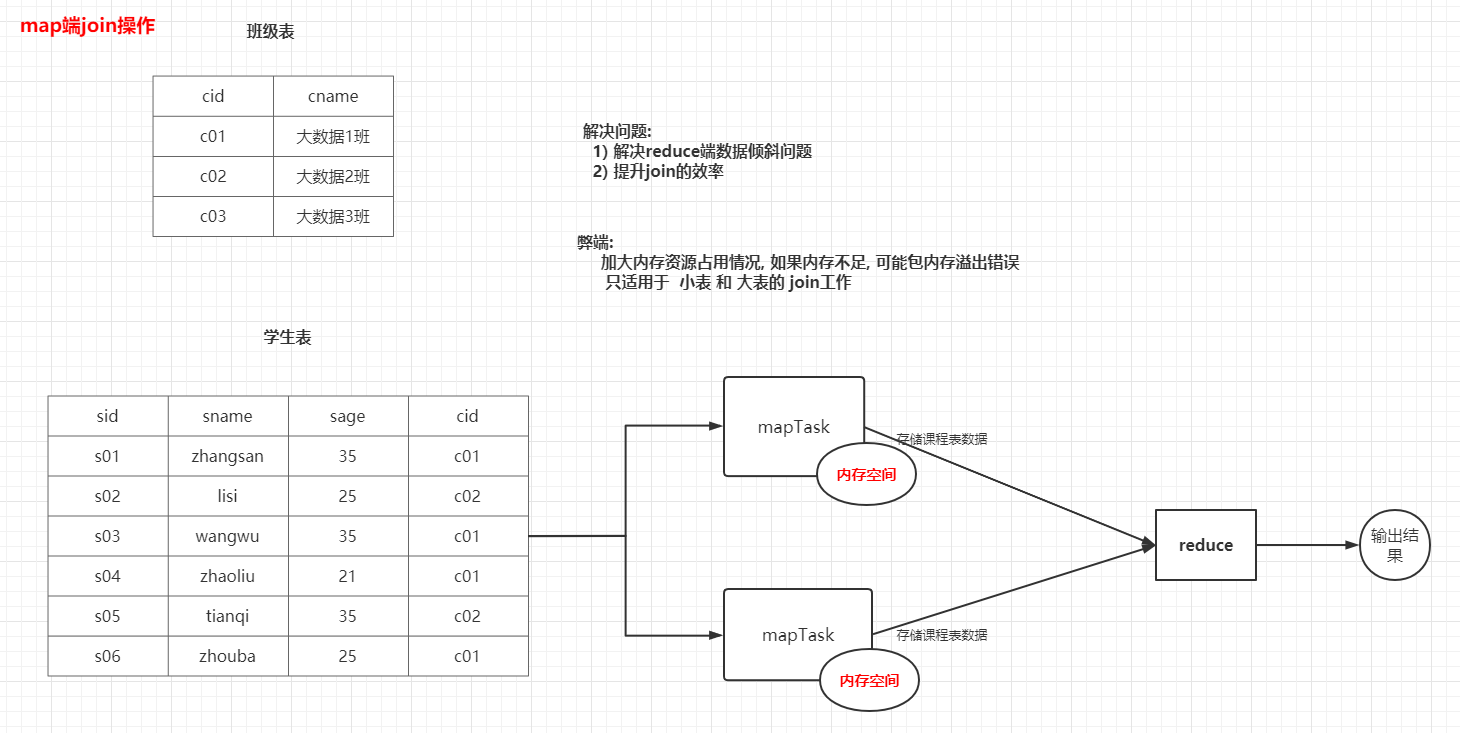 map端join操作
班级表
cid cname
c01 大数据1班
c02 大数据2班
c03 大数据3班
解决问题:
1) 解决reduce端数据倾斜问题
2) 提升join的效率
弊端:
加大内存资源占用情况, 如果内存不足, 可能包内存溢出错误
只适用于 小表 和 大表的 join工作
学生表
sid sname sage cid
s01 zhangsan 35 c01
s02 lisi 25 c02
s03 wangwu 35 c01
s04 zhaoliu 21 c01
s05 tianqi 35 c02
s06 zhouba 25 c01
mapTask
存储课程表数据
内存空间
mapTask
存储课程表数据
内存空间
reduce
输出结
果